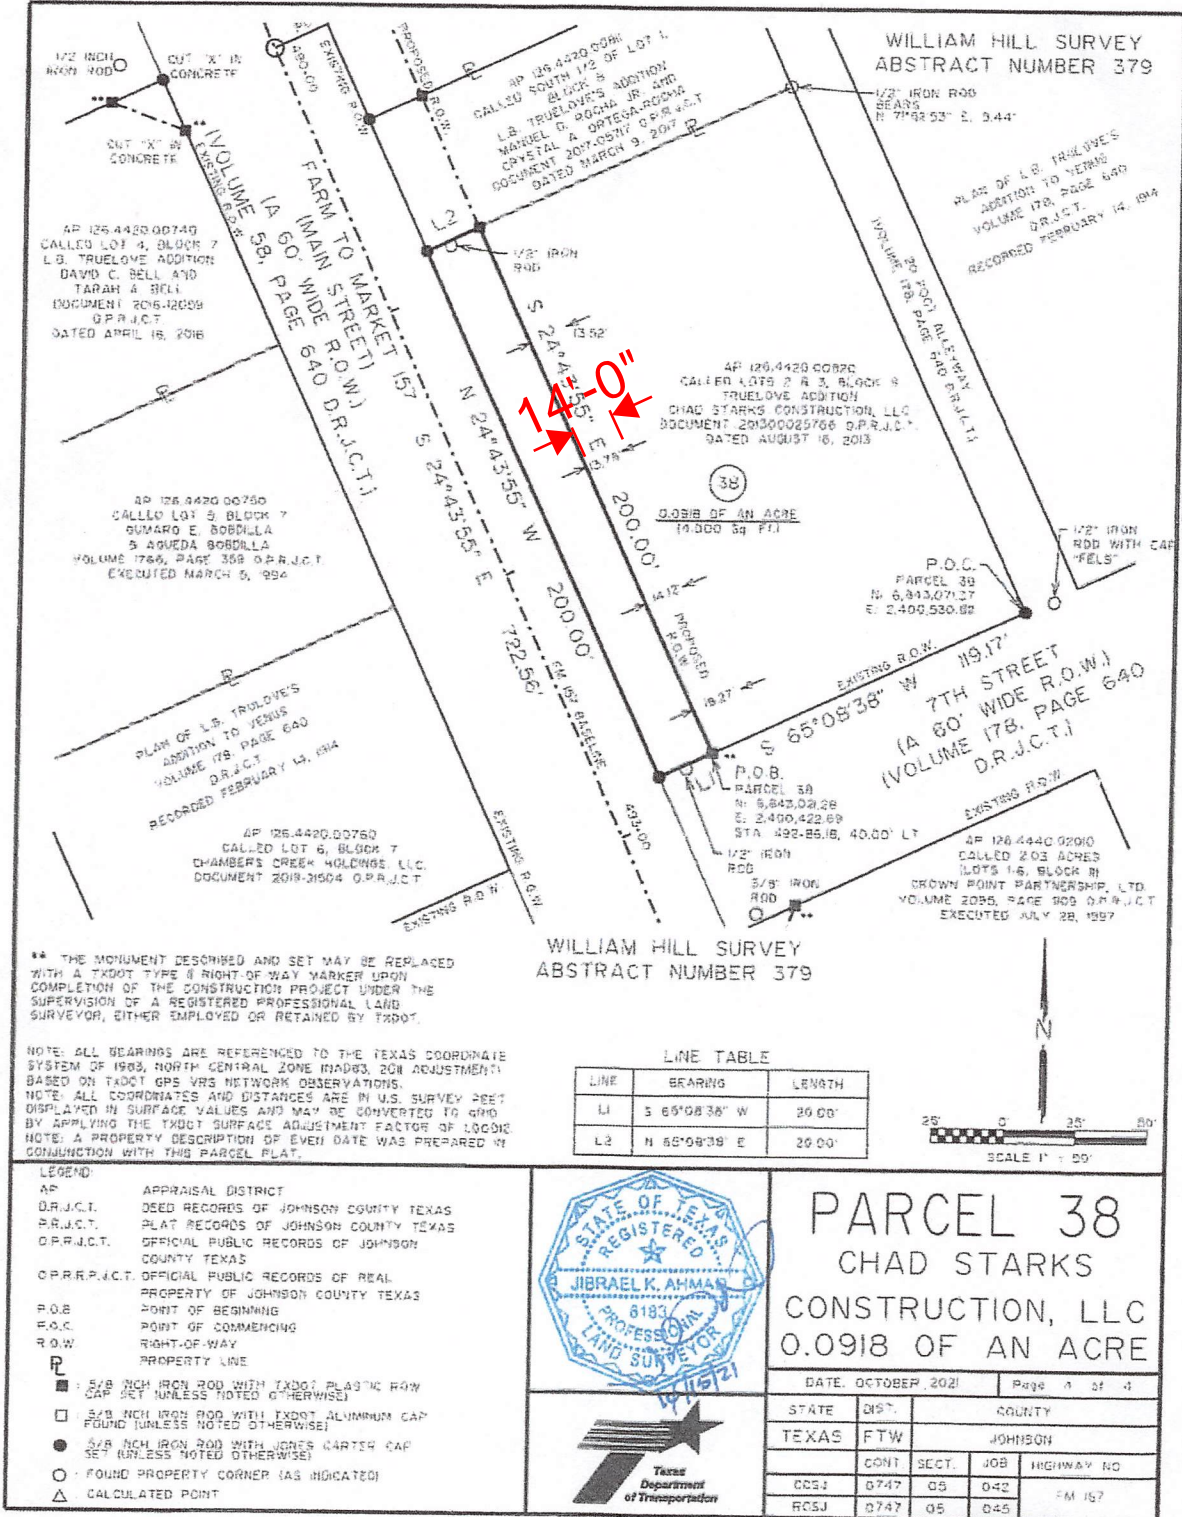 WILLIAM HILL SURVEY
ABSTRACT NUMBER 379
1/2 INCH
IRON ROD
CUT "X" IN
CONCRETE
**
**
CUT "X" IN
CONCRETE
490+00
EXISTING R.O.W.
PROPOSED R.O.W.
AP 126.4420.0081
CALLED SOUTH 1/2 OF LOT 1,
BLOCK 8
L.B. TRUELOVE'S ADDITION
MANUEL G. ROCHA JR. AND
CRYSTAL A. ORTEGA-ROCHA
DOCUMENT 2017-05717 O.P.R.J.C.T
DATED MARCH 9, 2017
1/2" IRON ROD
BEARS
N 71°52'53" E, 9.44'
PLAN OF L.B. TRULOVE'S
ADDITION TO VENUS
VOLUME 178, PAGE 640
D.R.J.C.T.
RECORDED FEBRUARY 14, 1914
20 FOOT ALLEYWAY
(VOLUME 178, PAGE 640 D.R.J.C.T.)
EXISTING R.O.W.
FARM TO MARKET 157
(MAIN STREET)
(A 60' WIDE R.O.W.)
(VOLUME 58, PAGE 640 D.R.J.C.T.)
AP 126.4420.00740
CALLED LOT 4, BLOCK 7
L.B. TRUELOVE ADDITION
DAVID C. BELL AND
TARAH A. BELL
DOCUMENT 2016-12009
O.P.R.J.C.T
DATED APRIL 16, 2016
L2
1/2" IRON
ROD
S 24°43'55" E 200.00'
13.52'
14'-0"
13.78'
AP 126.4420.00820
CALLED LOTS 2 & 3, BLOCK 8
TRUELOVE ADDITION
CHAD STARKS CONSTRUCTION, LLC
DOCUMENT 201300025766 O.P.R.J.C.T.
DATED AUGUST 16, 2013
38
0.0918 OF AN ACRE
(4,000 Sq. Ft.)
N 24°43'55" W 200.00'
S 24°43'55" E 722.56'
AP 126.4420.00750
CALLED LOT 5, BLOCK 7
GUMARO E. BOBDILLA
& AQUEDA BOBDILLA
VOLUME 1766, PAGE 359 O.P.R.J.C.T.
EXECUTED MARCH 5, 1994
1/2" IRON
ROD WITH CAP
"FELS"
P.O.C.
PARCEL 38
N: 6,843,071.27
E: 2,400,530.82
14.12'
PROPOSED
R.O.W
16.27'
EXISTING R.O.W.
S 65°08'38" W 119.17'
7TH STREET
(A 60' WIDE R.O.W.)
(VOLUME 178, PAGE 640
D.R.J.C.T.)
EXISTING R.O.W
PLAN OF L.B. TRULOVE'S
ADDITION TO VENUS
VOLUME 178, PAGE 640
D.R.J.C.T
RECORDED FEBRUARY 14, 1914
FM 157 BASELINE
493+00
L1
**
P.O.B.
PARCEL 38
N: 6,843,021.28
E: 2,400,422.69
STA. 492+85.18, 40.00' LT
1/2" IRON
ROD
AP 126.4420.00760
CALLED LOT 6, BLOCK 7
CHAMBERS CREEK HOLDINGS, LLC.
DOCUMENT 2019-31504 O.P.R.J.C.T
EXISTING R.O.W
EXISTING R.O.W
5/8" IRON
ROD
**
AP 126.4440.02010
CALLED 2.03 ACRES
(LOTS 1-6, BLOCK R)
CROWN POINT PARTNERSHIP, LTD.
VOLUME 2095, PAGE 909 O.P.R.J.C.T
EXECUTED JULY 28, 1997
WILLIAM HILL SURVEY
ABSTRACT NUMBER 379
** THE MONUMENT DESCRIBED AND SET MAY BE REPLACED
WITH A TXDOT TYPE II RIGHT-OF-WAY MARKER UPON
COMPLETION OF THE CONSTRUCTION PROJECT UNDER THE
SUPERVISION OF A REGISTERED PROFESSIONAL LAND
SURVEYOR, EITHER EMPLOYED OR RETAINED BY TXDOT.
NOTE: ALL BEARINGS ARE REFERENCED TO THE TEXAS COORDINATE
SYSTEM OF 1983, NORTH CENTRAL ZONE (NAD83, 2011 ADJUSTMENT)
BASED ON TXDOT GPS VRS NETWORK OBSERVATIONS.
NOTE: ALL COORDINATES AND DISTANCES ARE IN U.S. SURVEY FEET
DISPLAYED IN SURFACE VALUES AND MAY BE CONVERTED TO GRID
BY APPLYING THE TXDOT SURFACE ADJUSTMENT FACTOR OF 1.00012.
NOTE: A PROPERTY DESCRIPTION OF EVEN DATE WAS PREPARED IN
CONJUNCTION WITH THIS PARCEL PLAT.
LINE TABLE
LINE BEARING LENGTH
L1 S 65°08'38" W 20.00'
L2 N 65°08'38" E 20.00'
N
25' 0' 25' 50'
SCALE 1" = 50'
LEGEND:
AP APPRAISAL DISTRICT
D.R.J.C.T. DEED RECORDS OF JOHNSON COUNTY TEXAS
P.R.J.C.T. PLAT RECORDS OF JOHNSON COUNTY TEXAS
O.P.R.J.C.T. OFFICIAL PUBLIC RECORDS OF JOHNSON
COUNTY TEXAS
O.P.R.R.P.J.C.T. OFFICIAL PUBLIC RECORDS OF REAL
PROPERTY OF JOHNSON COUNTY TEXAS
P.O.B POINT OF BEGINNING
P.O.C. POINT OF COMMENCING
R.O.W. RIGHT-OF-WAY
PL PROPERTY LINE
: 5/8 INCH IRON ROD WITH TXDOT PLASTIC ROW
CAP SET (UNLESS NOTED OTHERWISE)
: 5/8 INCH IRON ROD WITH TXDOT ALUMINUM CAP
FOUND (UNLESS NOTED OTHERWISE)
: 5/8 INCH IRON ROD WITH JONES CARTER CAP
SET (UNLESS NOTED OTHERWISE)
: FOUND PROPERTY CORNER (AS INDICATED)
: CALCULATED POINT
STATE OF TEXAS
REGISTERED
JIBRAEL K. AHMAD
6183
PROFESSIONAL
LAND SURVEYOR
10/15/21
Texas
Department
of Transportation
PARCEL 38
CHAD STARKS
CONSTRUCTION, LLC
0.0918 OF AN ACRE
DATE: OCTOBER, 2021 Page 4 of 4
STATE DIST. COUNTY
TEXAS FTW JOHNSON
CONT. SECT. JOB HIGHWAY NO
CCSJ 0747 05 042 FM 157
RCSJ 0747 05 045